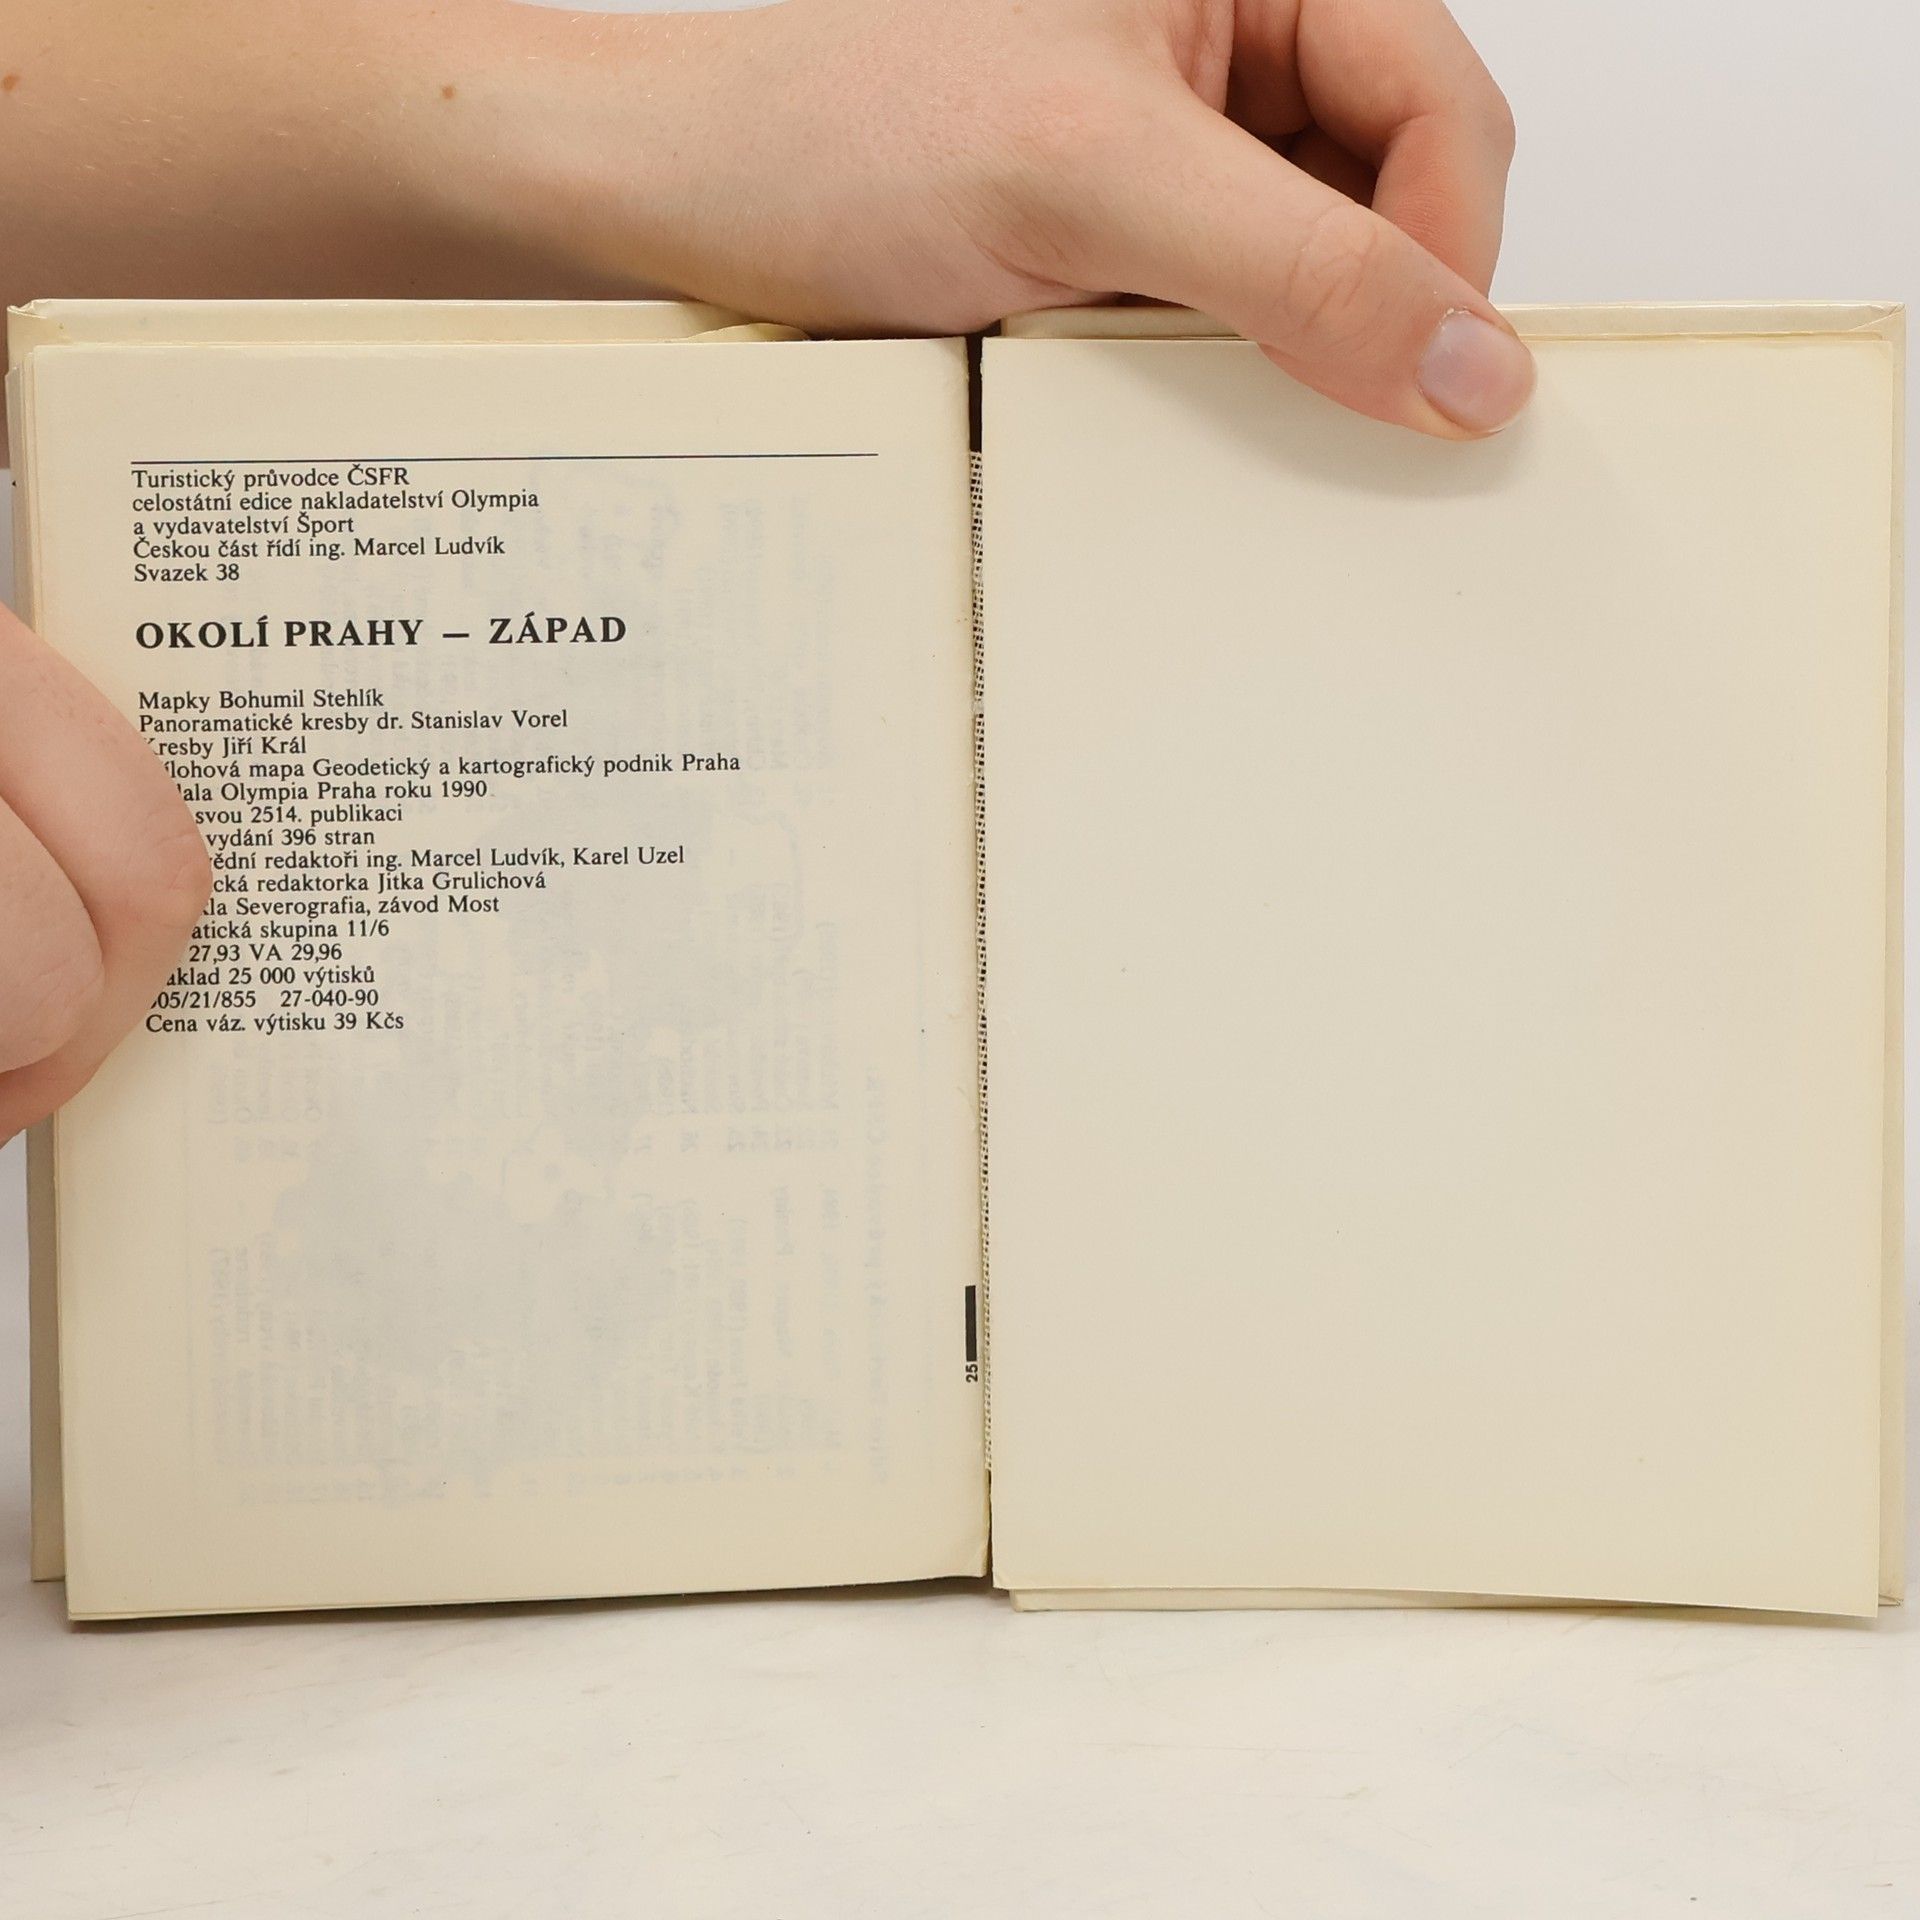 Turistický průvodce ČSFR
celostátní edice nakladatelství Olympia
a vydavatelství Šport
Českou část řídí ing. Marcel Ludvík
Svazek 38
OKOLÍ PRAHY — ZÁPAD
Mapky Bohumil Stehlík
Panoramatické kresby dr. Stanislav Vorel
Kresby Jiří Král
mapa Geodetický a kartografický podnik Praha
Olympia Praha roku 1990
svou 2514. publikaci
vydání 396 stran
redaktoři ing. Marcel Ludvík, Karel Uzel
redaktorka Jitka Grulichová
Severografia, závod Most
skupina 11/6
27,93 VA 29,96
25 000 výtisků
27-040-90
Cena váz. výtisku 39 Kčs
25